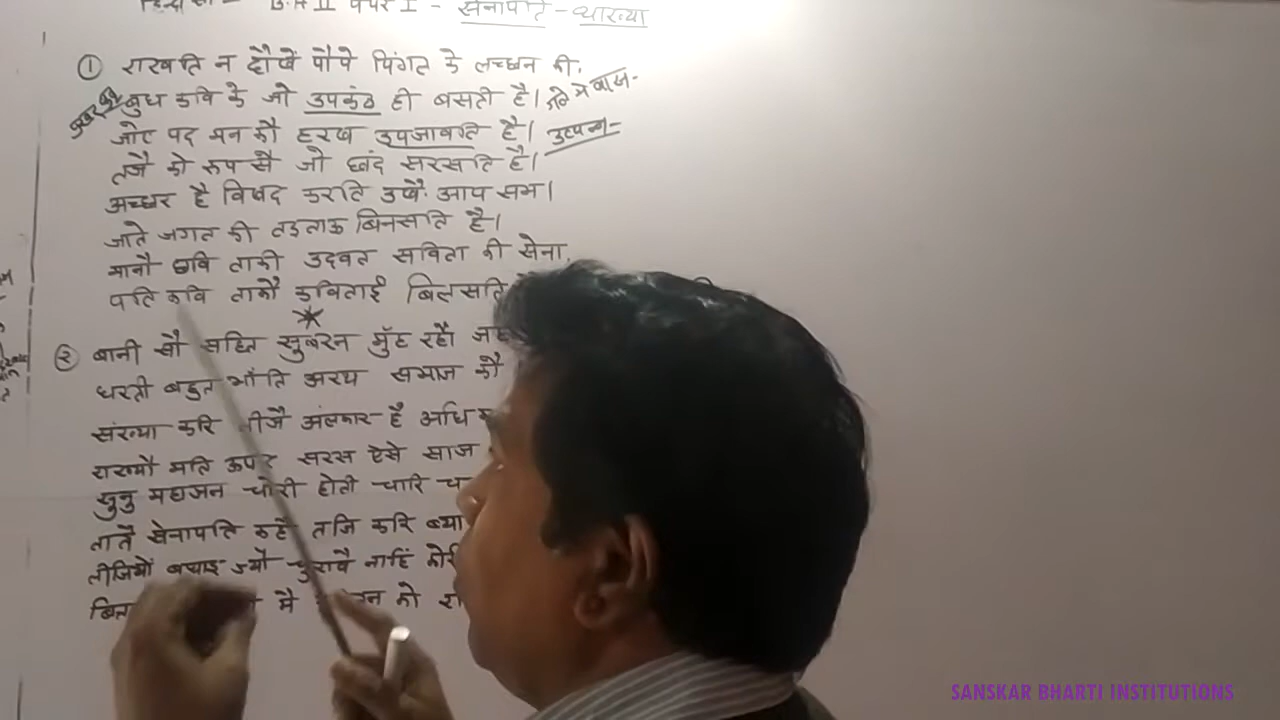 B.A II पेपर I - सेनापति - व्याख्या
① राखति न दौखै पौपे पिंगल के लच्छन की,
बुध कवि के जो उपकंठ ही बसती है।
जोए पद मन कौ हरख उपजावति है। उत्पन्न
तजै को रूप सै जो छंद सरसति है।
अच्छर है विषद करति उषै आप सम।
जाते जगत की जड़ताऊ बिनसति है।
मानौ छवि ताकी उदवत सविता की सेना,
पति कवि ताकौ कविताई बिलसति
② बानी सौ सहित सुबरन मुँह रहौ
धरती बहुत भाँति अरथ समाज कौ
संख्या करि लीजै अंलकार है अधि
राख्यौ मति ऊपर सरस ऐसे साज
सुनु महाजन चोरी होती चारि
तातै सेनापति कहै तजि करि ब्या
लीजियो बचाइ ज्यौ चुरावै नाहिं
मै को
SANSKAR BHARTI INSTITUTIONS